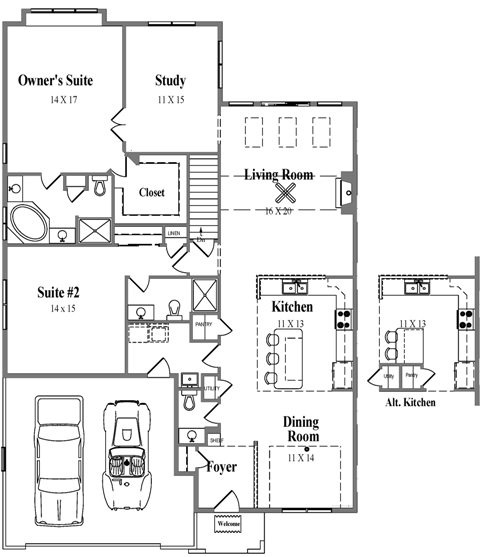 Owner's Suite
14 X 17
Study
11 X 15
Closet
Living Room
16 X 20
LINEN
Dn
Suite #2
14 x 15
Kitchen
11 X 13
PANTRY
11 X 13
Utility
Pantry
Alt. Kitchen
UTILITY
Dining
Room
11 X 14
SHELF
Foyer
Welcome